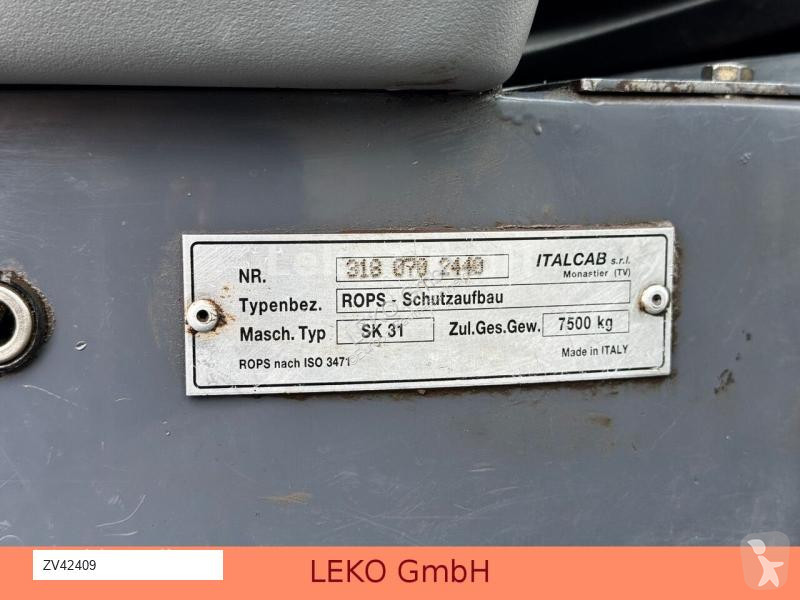 NR. 318 070 2440
ITALCAB s.r.l.
Monastier (TV)
Typenbez. ROPS - Schutzaufbau
Masch. Typ SK 31 Zul.Ges.Gew. 7500 kg
ROPS nach ISO 3471
Made in ITALY
ZV42409
LEKO GmbH